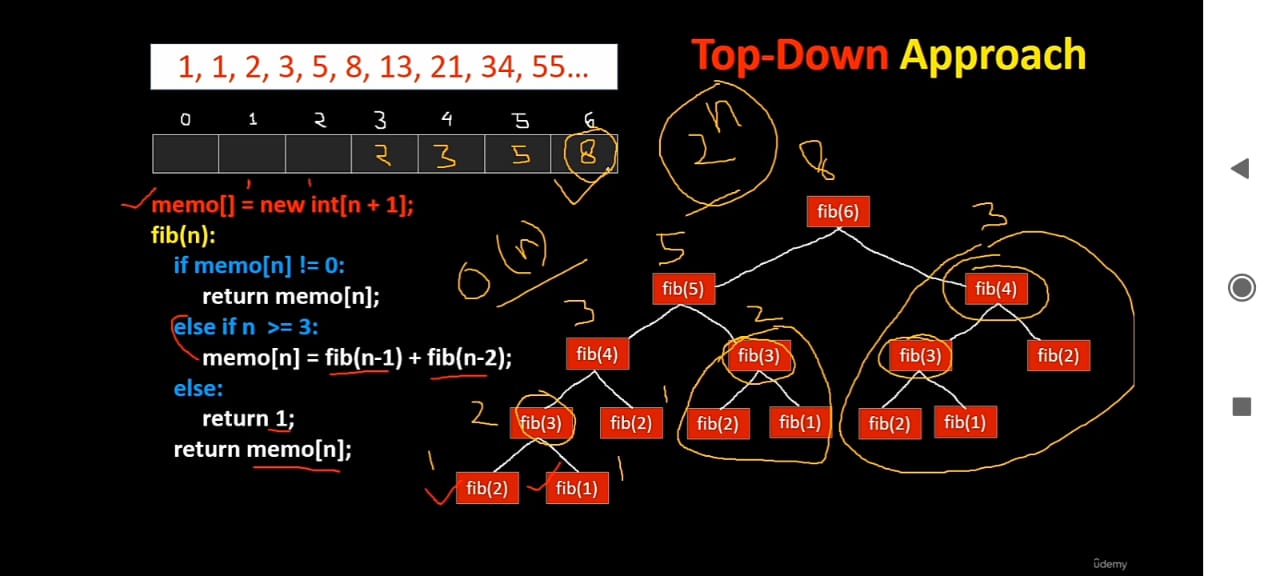 Top-Down Approach
1, 1, 2, 3, 5, 8, 13, 21, 34, 55...
0 1 2 3 4 5 6
2 3 5 8
2^n
8
memo[] = new int[n + 1];
fib(n):
if memo[n] != 0:
return memo[n];
else if n >= 3:
memo[n] = fib(n-1) + fib(n-2);
else:
return 1;
return memo[n];
O(n)
fib(6)
5 3
fib(5) fib(4)
3 2
fib(4) fib(3) fib(3) fib(2)
2 1
fib(3) fib(2) fib(2) fib(1) fib(2) fib(1)
1 1
fib(2) fib(1)
ûdemy